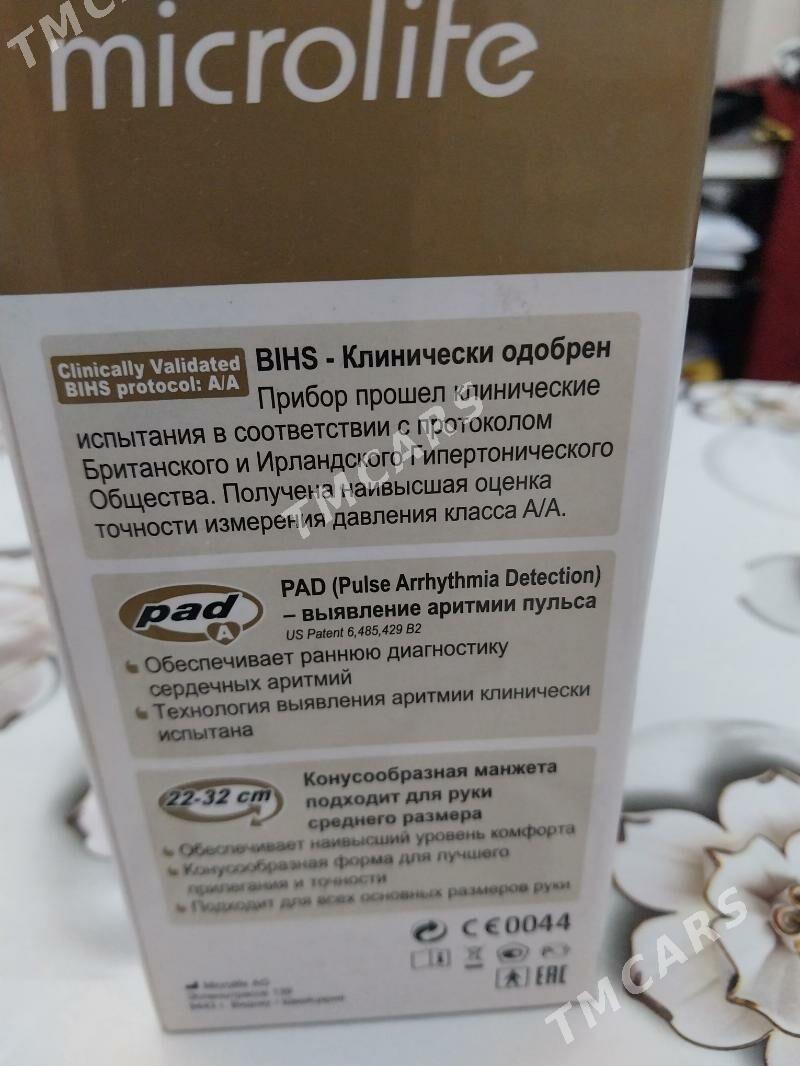 TMCARS
microlife
Clinically Validated
BIHS protocol: A/A
BIHS - Клинически одобрен
Прибор прошел клинические
испытания в соответствии с протоколом
Британского и Ирландского Гипертонического
Общества. Получена наивысшая оценка
точности измерения давления класса А/А.
TMCARS
pad
A
PAD (Pulse Arrhythmia Detection)
– выявление аритмии пульса
US Patent 6,485,429 B2
Обеспечивает раннюю диагностику
сердечных аритмий
Технология выявления аритмии клинически
испытана
22-32 cm
Конусообразная манжета
подходит для руки
среднего размера
Обеспечивает наивысший уровень комфорта
Конусообразная форма для лучшего
прилегания и точности
Подходит для всех основных размеров руки
CE0044
EAC
Microlife AG
TMCARS